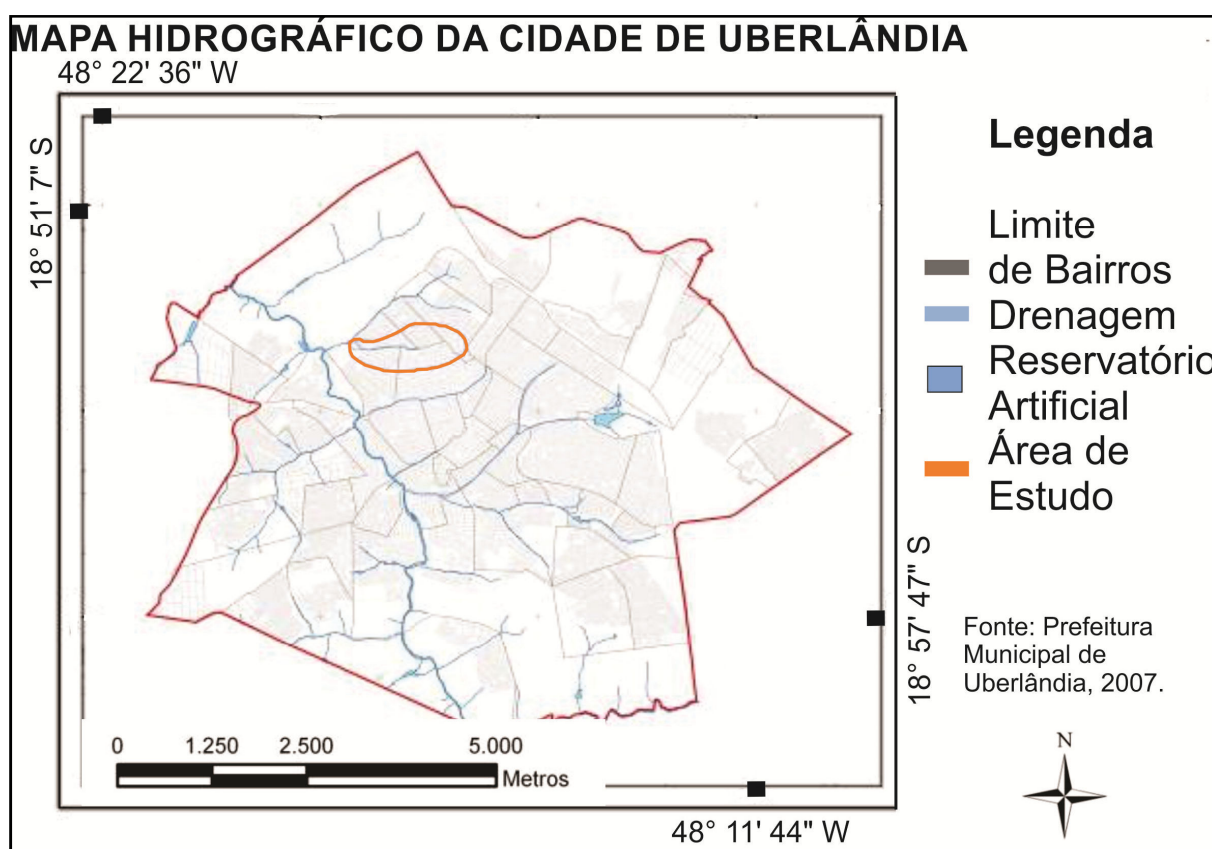 MAPA HIDROGRÁFICO DA CIDADE DE UBERLÂNDIA
48° 22' 36" W
18° 51' 7" S
Legenda
Limite
de Bairros
Drenagem
Reservatório
Artificial
Área de
Estudo
18° 57' 47" S
Fonte: Prefeitura
Municipal de
Uberlândia, 2007.
0 1.250 2.500 5.000
Metros
N
48° 11' 44" W